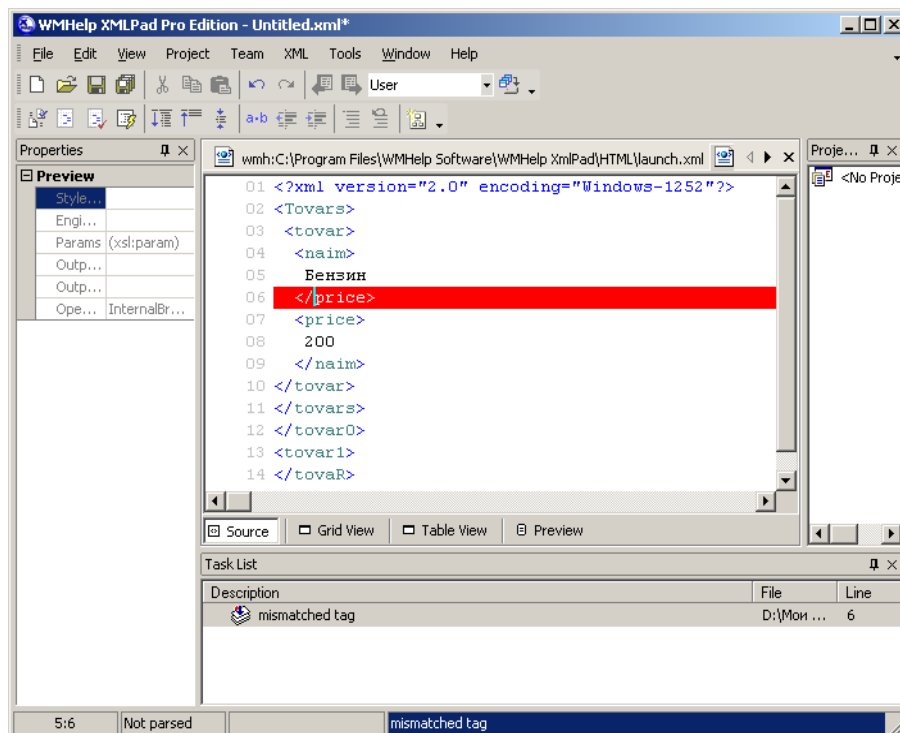 WMHelp XMLPad Pro Edition - Untitled.xml*
File Edit View Project Team XML Tools Window Help
User
a·b
Properties
wmh:C:\Program Files\WMHelp Software\WMHelp XmlPad\HTML\launch.xml
Proje...
Preview
Style...
Engi...
Params (xsl:param)
Outp...
Outp...
Ope... InternalBr...
01 <?xml version="2.0" encoding="Windows-1252"?>
02 <Tovars>
03 <tovar>
04 <naim>
05 Бензин
06 </price>
07 <price>
08 200
09 </naim>
10 </tovar>
11 </tovars>
12 </tovar0>
13 <tovar1>
14 </tovaR>
<No Proje
Source Grid View Table View Preview
Task List
Description File Line
mismatched tag D:\Мои ... 6
5:6 Not parsed mismatched tag